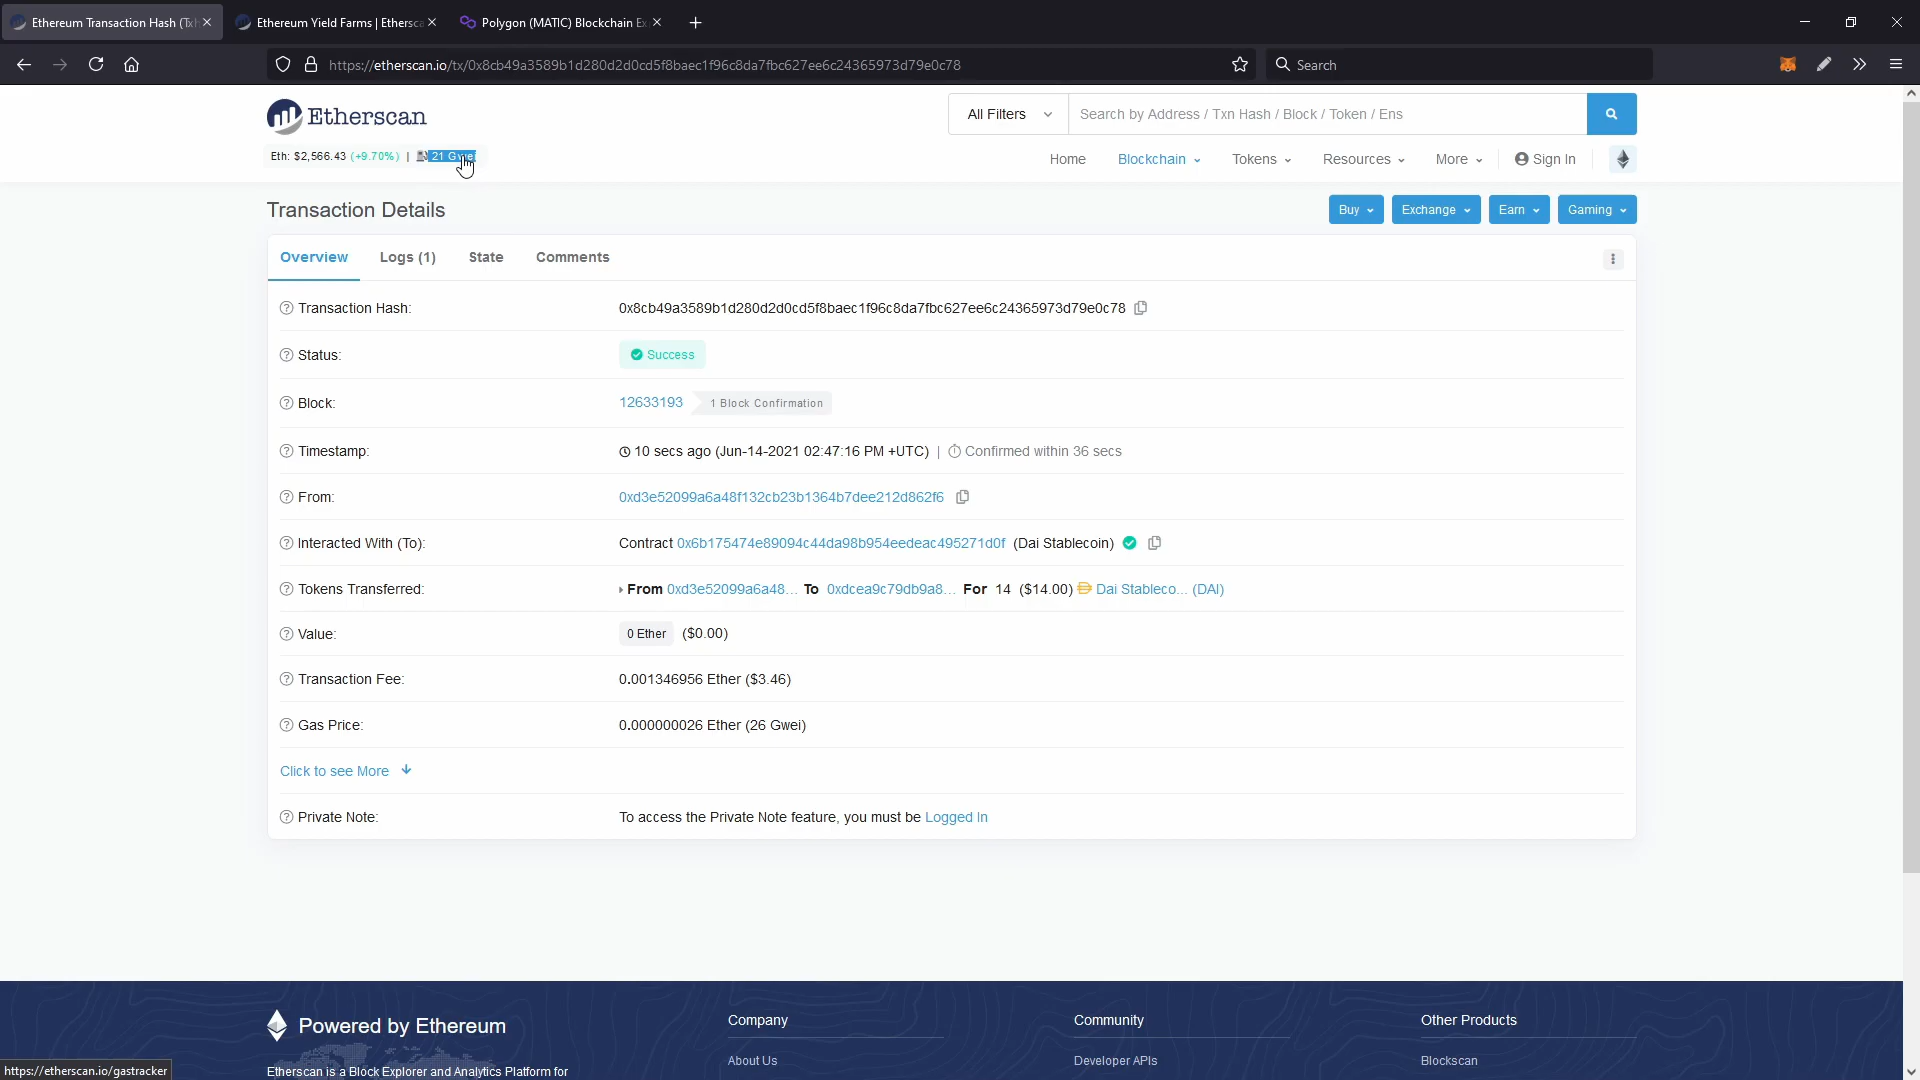 Ethereum Transaction Hash (Txh
Ethereum Yield Farms | Ethersca
Polygon (MATIC) Blockchain Ex
https://etherscan.io/tx/0x8cb49a3589b1d280d2d0cd5f8baec1f96c8da7fbc627ee6c24365973d79e0c78
Search
Etherscan
All Filters
Search by Address / Txn Hash / Block / Token / Ens
Eth: $2,566.43 (+9.70%) | 21 Gwei
Home
Blockchain
Tokens
Resources
More
Sign In
Transaction Details
Buy
Exchange
Earn
Gaming
Overview
Logs (1)
State
Comments
Transaction Hash:
0x8cb49a3589b1d280d2d0cd5f8baec1f96c8da7fbc627ee6c24365973d79e0c78
Status:
Success
Block:
12633193
1 Block Confirmation
Timestamp:
10 secs ago (Jun-14-2021 02:47:16 PM +UTC) | Confirmed within 36 secs
From:
0xd3e52099a6a48f132cb23b1364b7dee212d862f6
Interacted With (To):
Contract 0x6b175474e89094c44da98b954eedeac495271d0f (Dai Stablecoin)
Tokens Transferred:
From 0xd3e52099a6a48... To 0xdcea9c79db9a8... For 14 ($14.00) Dai Stableco... (DAI)
Value:
0 Ether ($0.00)
Transaction Fee:
0.001346956 Ether ($3.46)
Gas Price:
0.000000026 Ether (26 Gwei)
Click to see More
Private Note:
To access the Private Note feature, you must be Logged In
Powered by Ethereum
Etherscan is a Block Explorer and Analytics Platform for
Company
About Us
Community
Developer APIs
Other Products
Blockscan
https://etherscan.io/gastracker